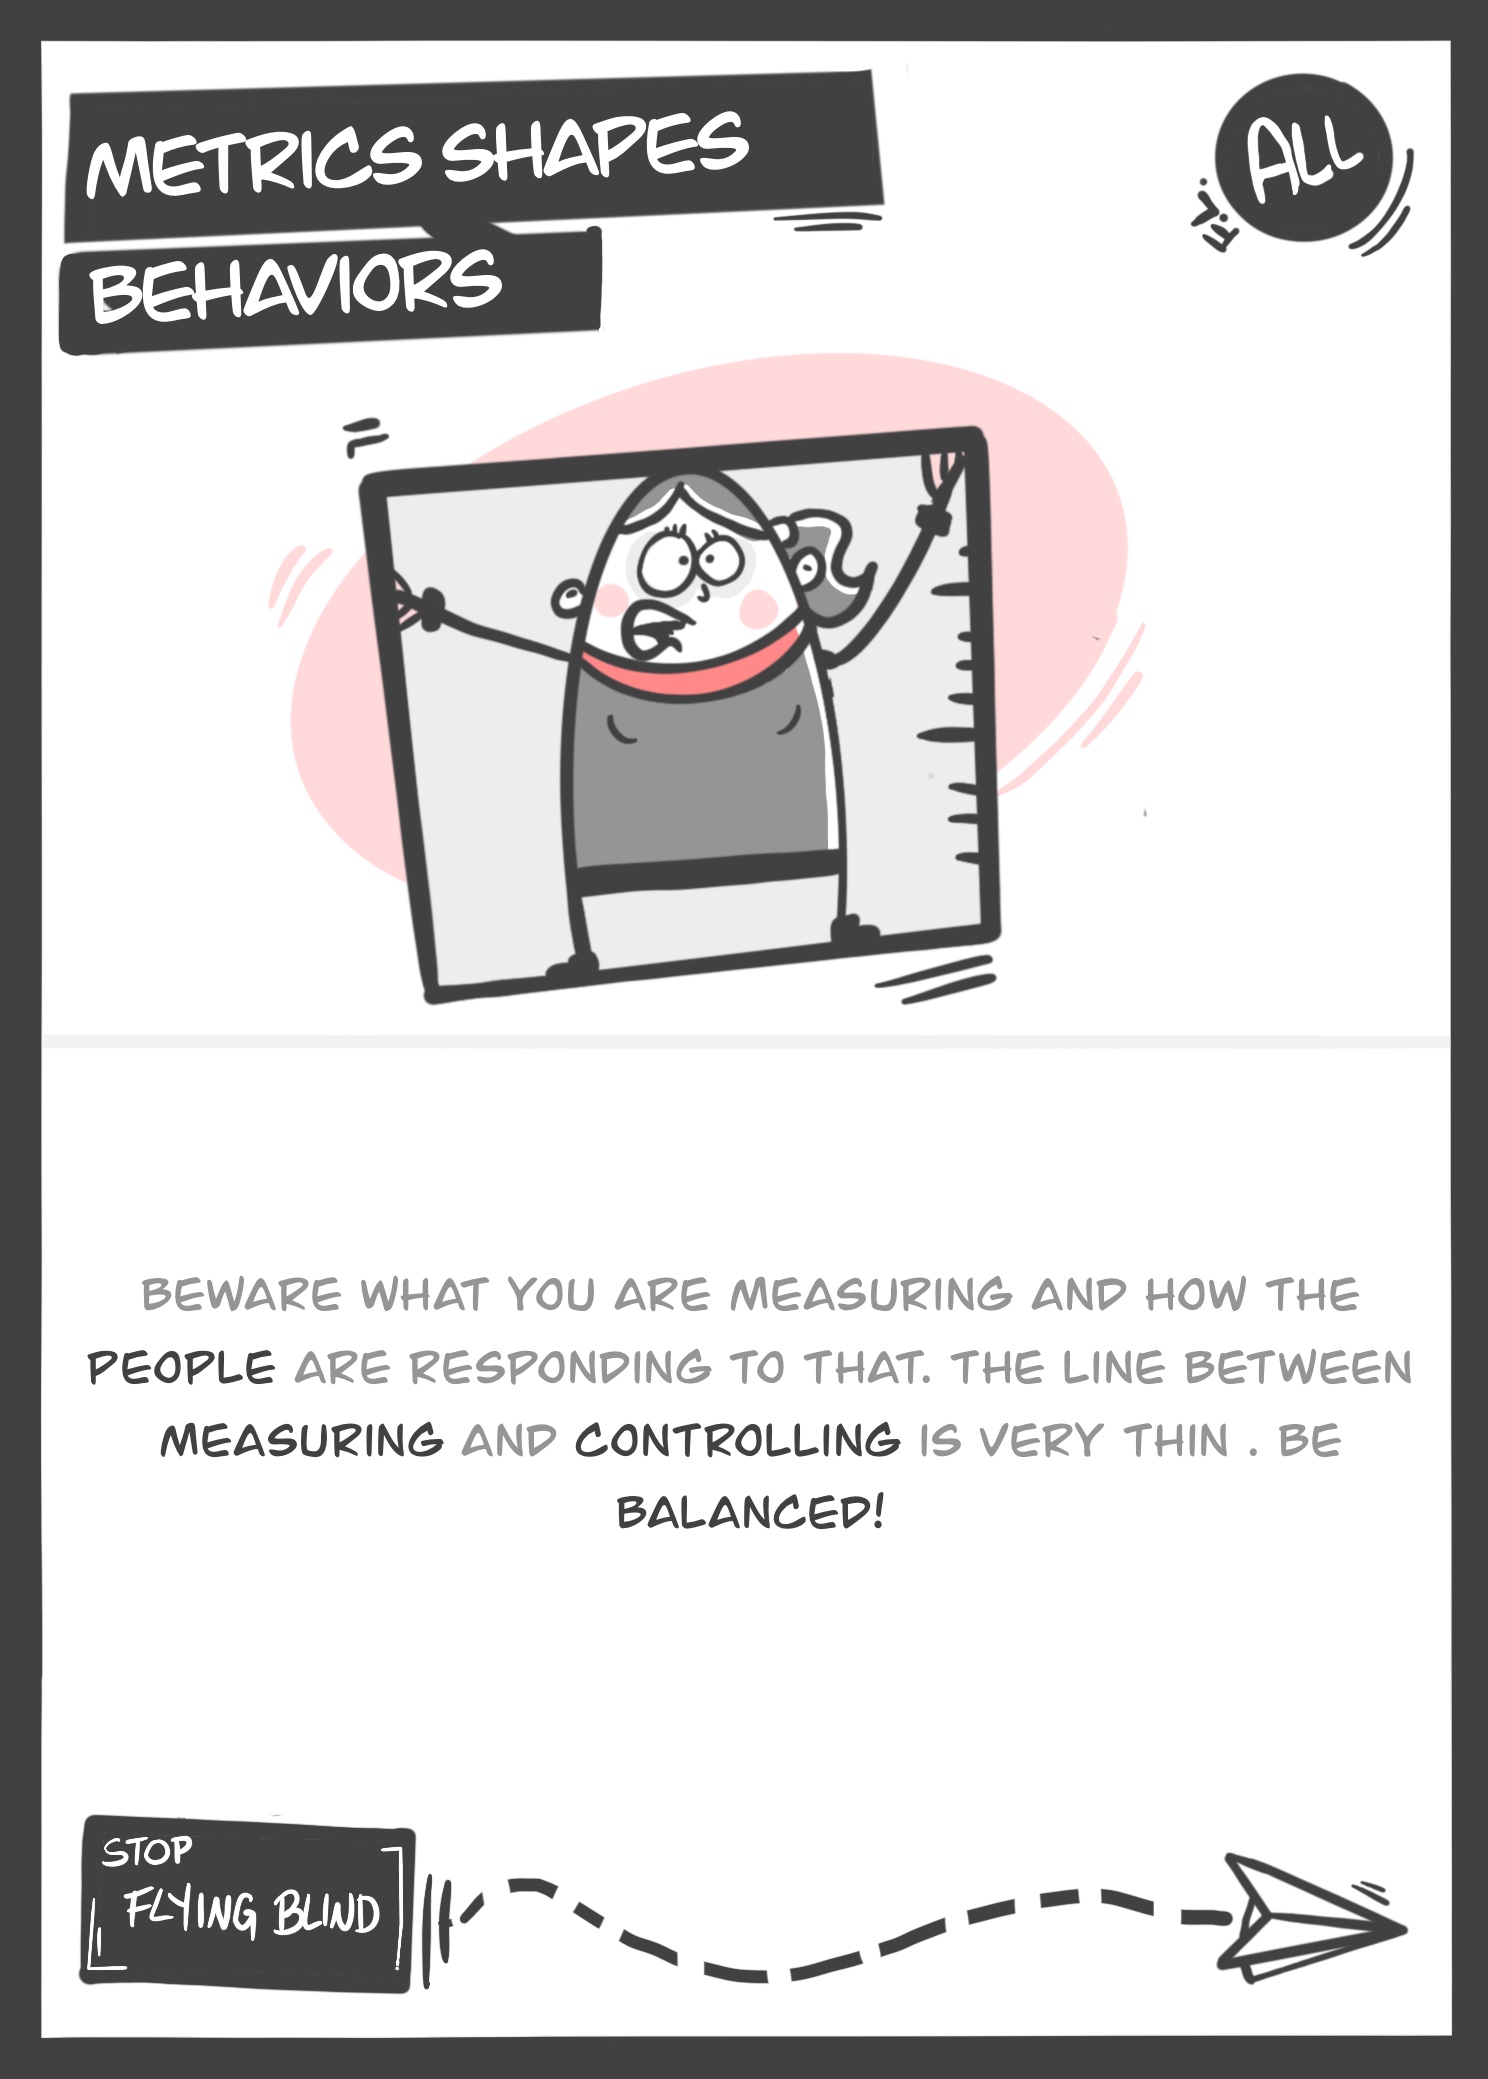 METRICS SHAPES
BEHAVIORS
ALL
BEWARE WHAT YOU ARE MEASURING AND HOW THE
PEOPLE ARE RESPONDING TO THAT. THE LINE BETWEEN
MEASURING AND CONTROLLING IS VERY THIN . BE
BALANCED!
STOP
FLYING BLIND